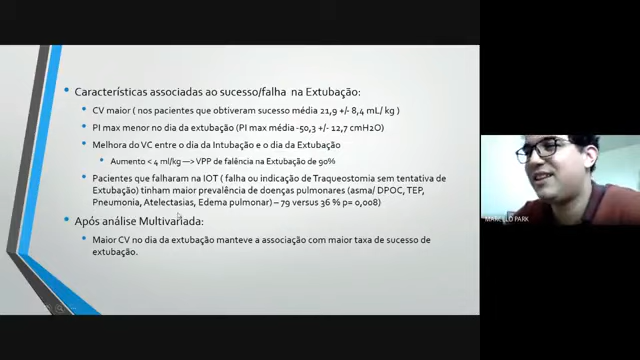 Características associadas ao sucesso/falha na Extubação:
CV maior ( nos pacientes que obtiveram sucesso média 21,9 +/- 8,4 mL/ kg )
PI max menor no dia da extubação (PI max média -50,3 +/- 12,7 cmH2O)
Melhora do VC entre o dia da Intubação e o dia da Extubação
Aumento < 4 ml/kg —> VPP de falência na Extubação de 90%
Pacientes que falharam na IOT ( falha ou indicação de Traqueostomia sem tentativa de
Extubação) tinham maior prevalência de doenças pulmonares (asma/ DPOC, TEP,
Pneumonia, Atelectasias, Edema pulmonar) – 79 versus 36 % p= 0,008)
Após análise Multivariada:
Maior CV no dia da extubação manteve a associação com maior taxa de sucesso de
extubação.
MARCELO PARK